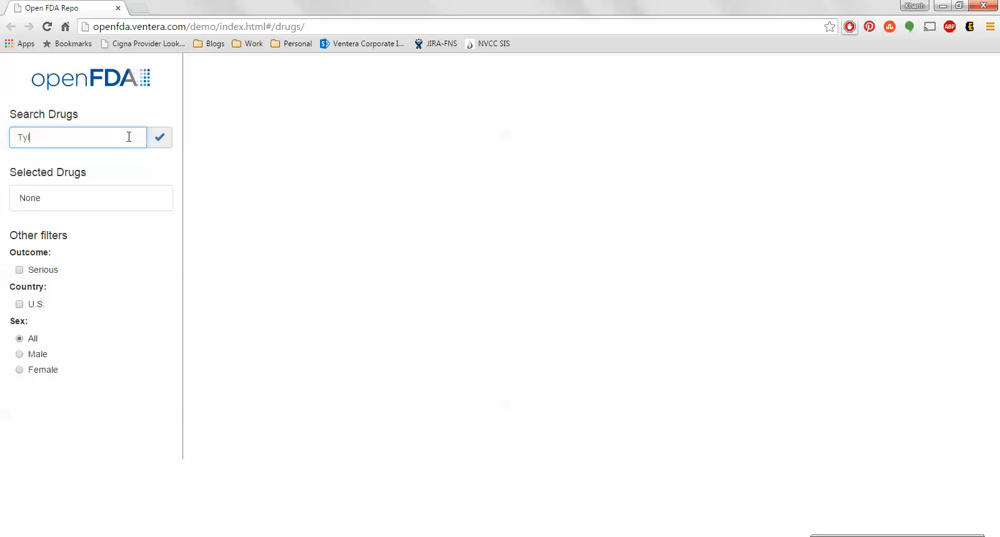 Open FDA Repo
Khanh
openfda.ventera.com/demo/index.html#/drugs/
ABP
Apps Bookmarks Cigna Provider Look... Blogs Work Personal Ventera Corporate I... JIRA-FNS NVCC SIS
openFDA
Search Drugs
Tyl
Selected Drugs
None
Other filters
Outcome:
Serious
Country:
U.S.
Sex:
All
Male
Female